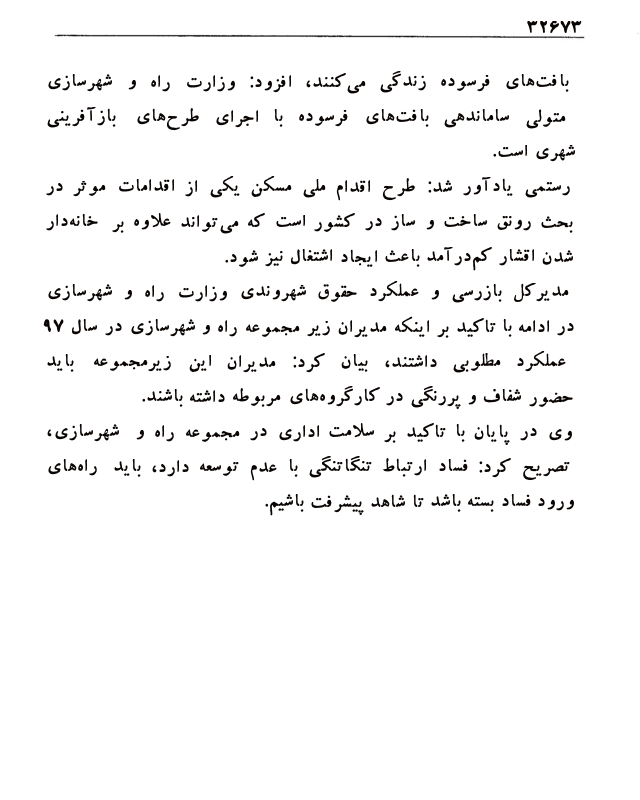 ۳۲۶۷۳
بافت‌های فرسوده زندگی می‌کنند، افزود: وزارت راه و شهرسازی
متولی ساماندهی بافت‌های فرسوده با اجرای طرح‌های بازآفرینی
شهری است.
رستمی یادآور شد: طرح اقدام ملی مسکن یکی از اقدامات موثر در
بحث رونق ساخت و ساز در کشور است که می‌تواند علاوه بر خانه‌دار
شدن اقشار کم‌درآمد باعث ایجاد اشتغال نیز شود.
مدیرکل بازرسی و عملکرد حقوق شهروندی وزارت راه و شهرسازی
در ادامه با تاکید بر اینکه مدیران زیر مجموعه راه و شهرسازی در سال ۹۷
عملکرد مطلوبی داشتند، بیان کرد: مدیران این زیرمجموعه باید
حضور شفاف و پررنگی در کارگروه‌های مربوطه داشته باشند.
وی در پایان با تاکید بر سلامت اداری در مجموعه راه و شهرسازی،
تصریح کرد: فساد ارتباط تنگاتنگی با عدم توسعه دارد، باید راه‌های
ورود فساد بسته باشد تا شاهد پیشرفت باشیم.